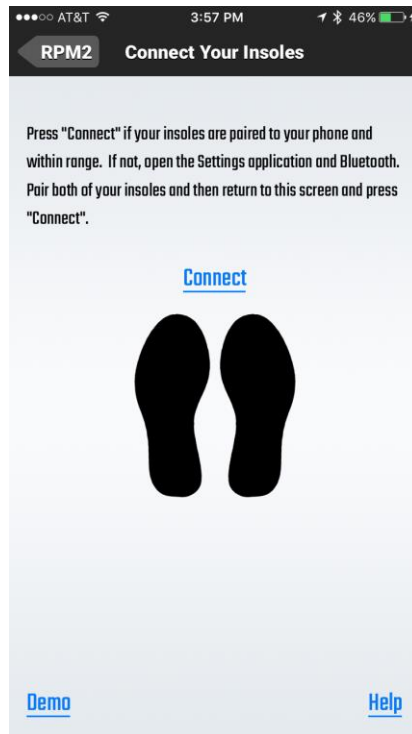 AT&T 3:57 PM 46%
RPM2 Connect Your Insoles
Press "Connect" if your insoles are paired to your phone and
within range. If not, open the Settings application and Bluetooth.
Pair both of your insoles and then return to this screen and press
"Connect".
Connect
Demo Help